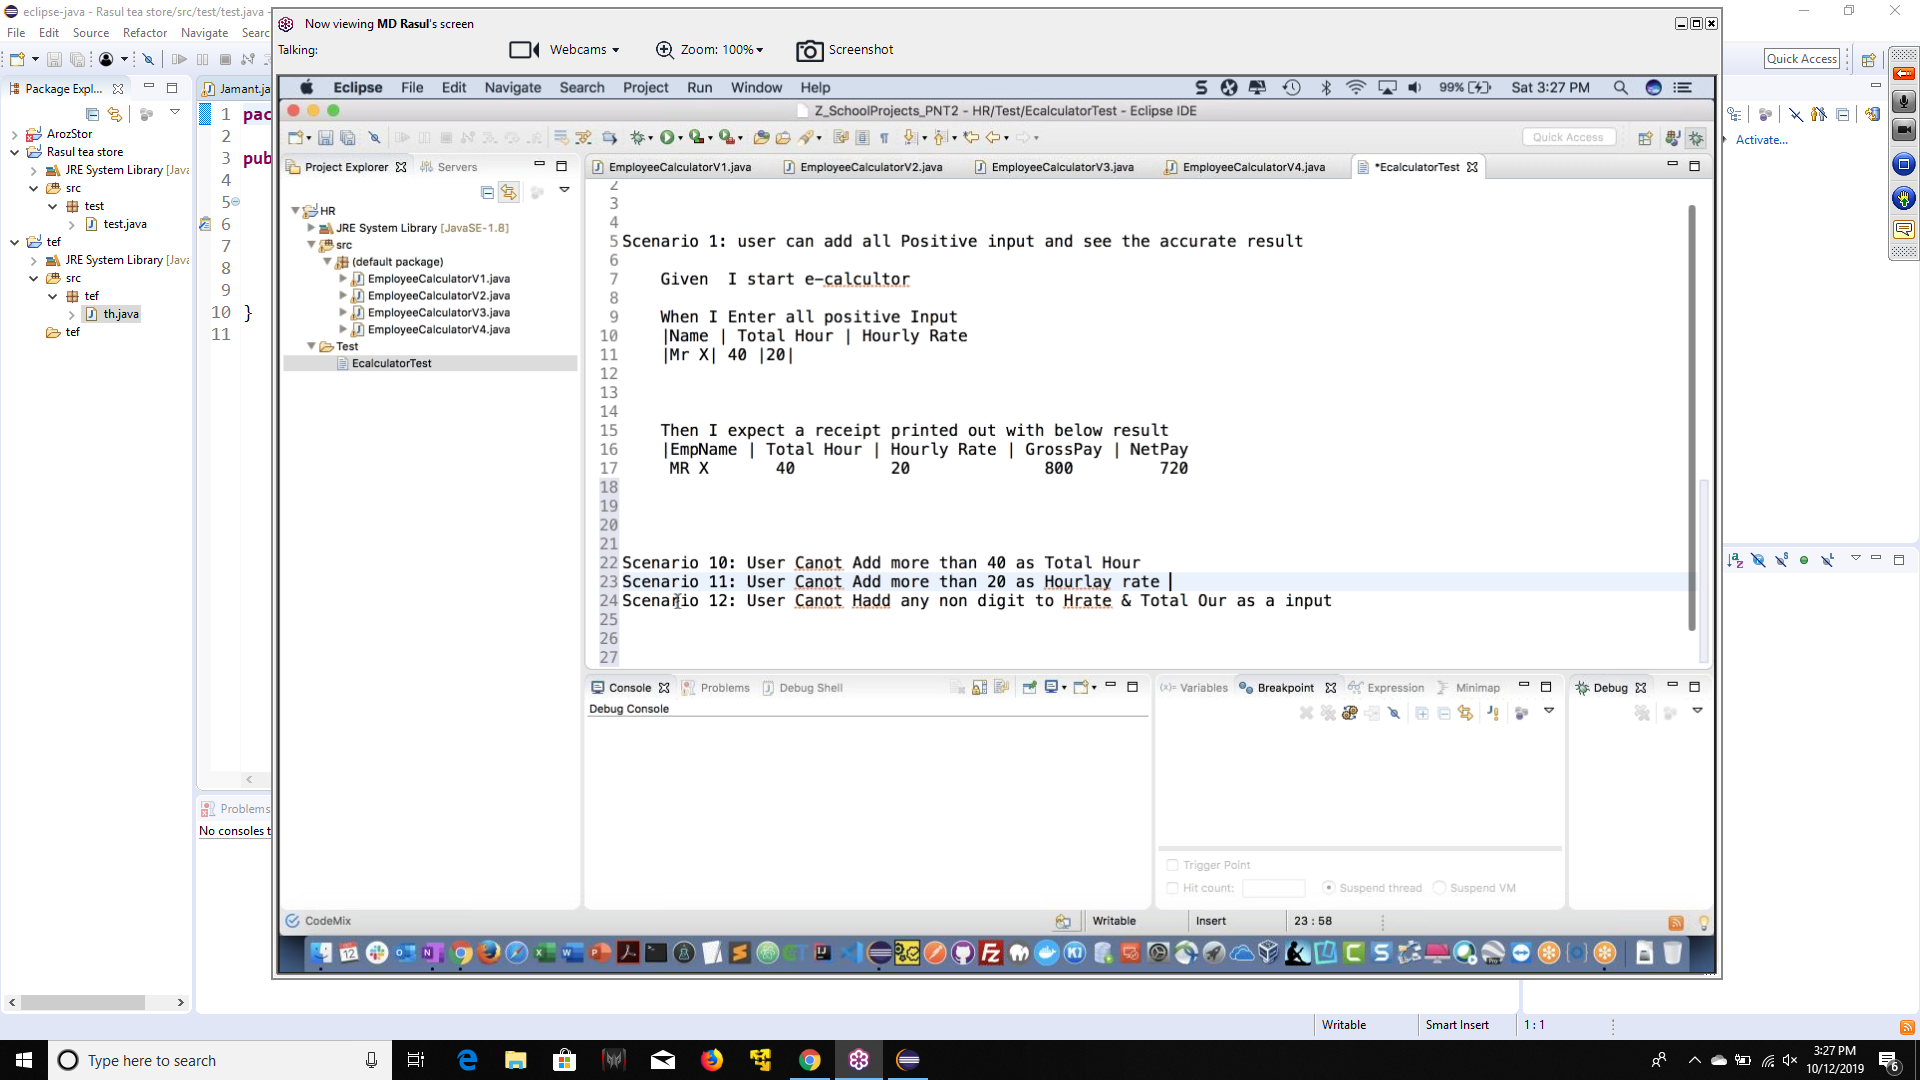 eclipse-java - Rasul tea store/src/test/test.java -
File Edit Source Refactor Navigate Searc
Package Expl...
ArozStor
Rasul tea store
JRE System Library [Java
src
test
test.java
tef
JRE System Library [Java
src
tef
th.java
tef
Jamant.ja
1 pac
2
3 pub
4
5
6
7
8
9
10 }
11
Problems
No consoles t
Now viewing MD Rasul's screen
Talking:
Webcams
Zoom: 100%
Screenshot
Eclipse File Edit Navigate Search Project Run Window Help
99% Sat 3:27 PM
Z_SchoolProjects_PNT2 - HR/Test/EcalculatorTest - Eclipse IDE
Quick Access
Project Explorer Servers
HR
JRE System Library [JavaSE-1.8]
src
(default package)
EmployeeCalculatorV1.java
EmployeeCalculatorV2.java
EmployeeCalculatorV3.java
EmployeeCalculatorV4.java
Test
EcalculatorTest
EmployeeCalculatorV1.java EmployeeCalculatorV2.java EmployeeCalculatorV3.java EmployeeCalculatorV4.java *EcalculatorTest
2
3
4
5 Scenario 1: user can add all Positive input and see the accurate result
6
7 Given I start e-calcultor
8
9 When I Enter all positive Input
10 |Name | Total Hour | Hourly Rate
11 |Mr X| 40 |20|
12
13
14
15 Then I expect a receipt printed out with below result
16 |EmpName | Total Hour | Hourly Rate | GrossPay | NetPay
17 MR X 40 20 800 720
18
19
20
21
22 Scenario 10: User Canot Add more than 40 as Total Hour
23 Scenario 11: User Canot Add more than 20 as Hourlay rate
24 Scenario 12: User Canot Hadd any non digit to Hrate & Total Our as a input
25
26
27
Console Problems Debug Shell
Debug Console
(x)= Variables Breakpoint Expression Minimap
Debug
Trigger Point
Hit count: Suspend thread Suspend VM
CodeMix
Writable Insert 23 : 58
Quick Access
Activate...
Writable Smart Insert 1 : 1
Type here to search
3:27 PM
10/12/2019
6